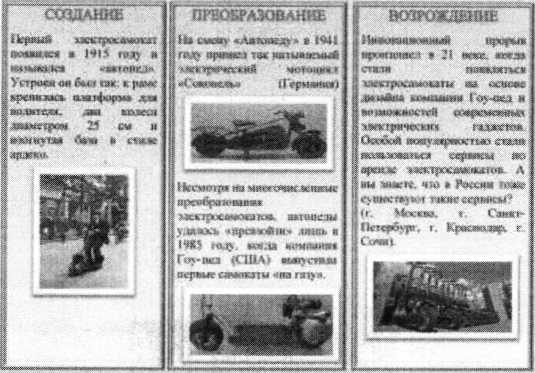 СОЗДАНИЕ
Первый электросамокат
появился в 1915 году и
назывался «автопед».
Устроен он был так: к раме
крепилась платформа для
водителя, два колеса
диаметром 25 см и
изогнутая база в стиле
ардеко.
ПРЕОБРАЗОВАНИЕ
На смену «Автопеду» в 1941
году пришел так называемый
электрический мотоцикл
«Соковель» (Германия)
Несмотря на многочисленные
преобразования
электросамокатов, автопеды
удалось «превзойти» лишь в
1985 году, когда компания
Гоу-пед (США) выпустила
первые самокаты «на газу».
ВОЗРОЖДЕНИЕ
Инновационный прорыв
произошел в 21 веке, когда
стали появляться
электросамокаты на основе
дизайна компании Гоу-пед и
возможностей современных
электрических гаджетов.
Особой популярностью стали
пользоваться сервисы по
аренде электросамокатов. А
вы знаете, что в России тоже
существуют такие сервисы?
(г. Москва, г. Санкт-
Петербург, г. Краснодар, г.
Сочи).